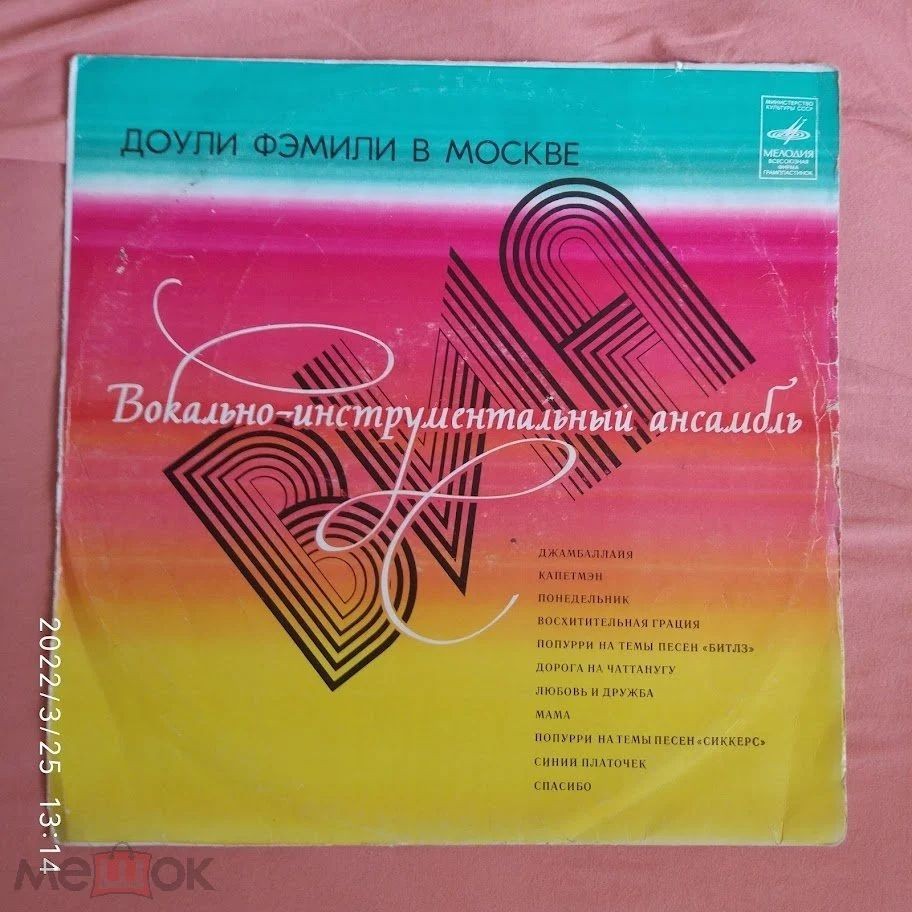 ДОУЛИ ФЭМИЛИ В МОСКВЕ
МИНИСТЕРСТВО
КУЛЬТУРЫ СССР
МЕЛОДИЯ
ВСЕСОЮЗНАЯ
ФИРМА
ГРАМПЛАСТИНОК
ВИА
Вокально-инструментальный ансамбль
ДЖАМБАЛЛАЙЯ
КАПЕТМЭН
ПОНЕДЕЛЬНИК
ВОСХИТИТЕЛЬНАЯ ГРАЦИЯ
ПОПУРРИ НА ТЕМЫ ПЕСЕН «БИТЛЗ»
ДОРОГА НА ЧАТТАНУГУ
ЛЮБОВЬ И ДРУЖБА
МАМА
ПОПУРРИ НА ТЕМЫ ПЕСЕН «СИККЕРС»
СИНИЙ ПЛАТОЧЕК
СПАСИБО
2022/3/25 13:14
мешок